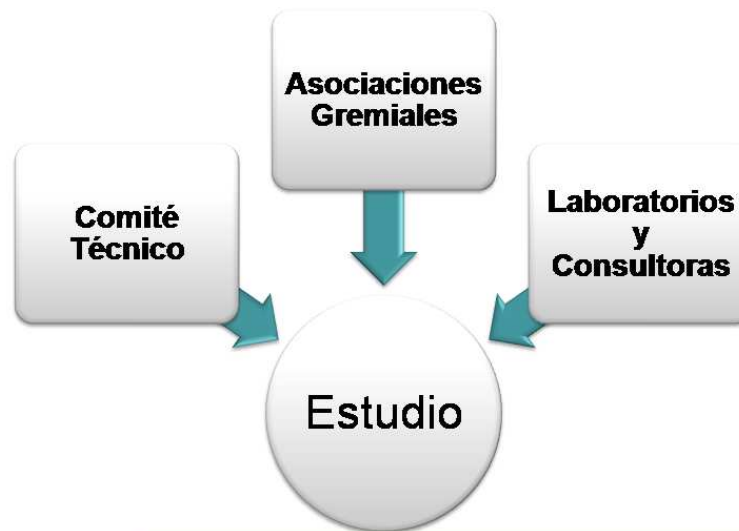 Asociaciones
Gremiales
Comité
Técnico
Laboratorios
y
Consultoras
Estudio